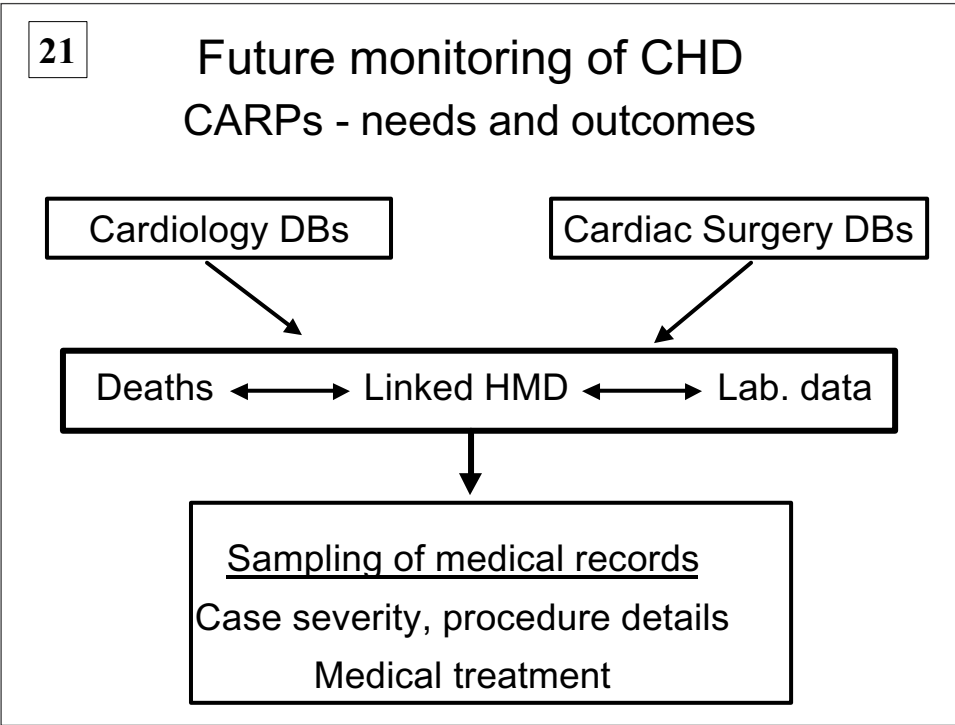 21
Future monitoring of CHD
CARPs - needs and outcomes
Cardiology DBs
Cardiac Surgery DBs
Deaths Linked HMD Lab. data
Sampling of medical records
Case severity, procedure details
Medical treatment